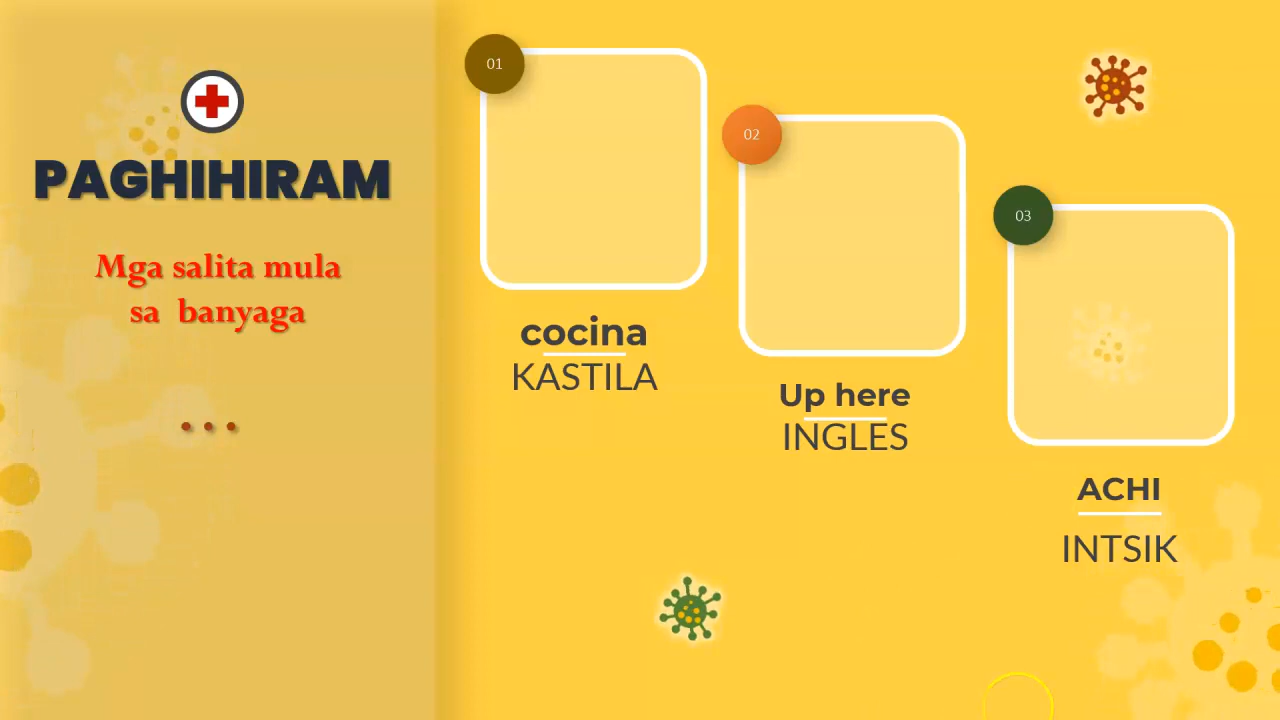 PAGHIHIRAM
Mga salita mula
sa banyaga
...
01
cocina
KASTILA
02
Up here
INGLES
03
ACHI
INTSIK